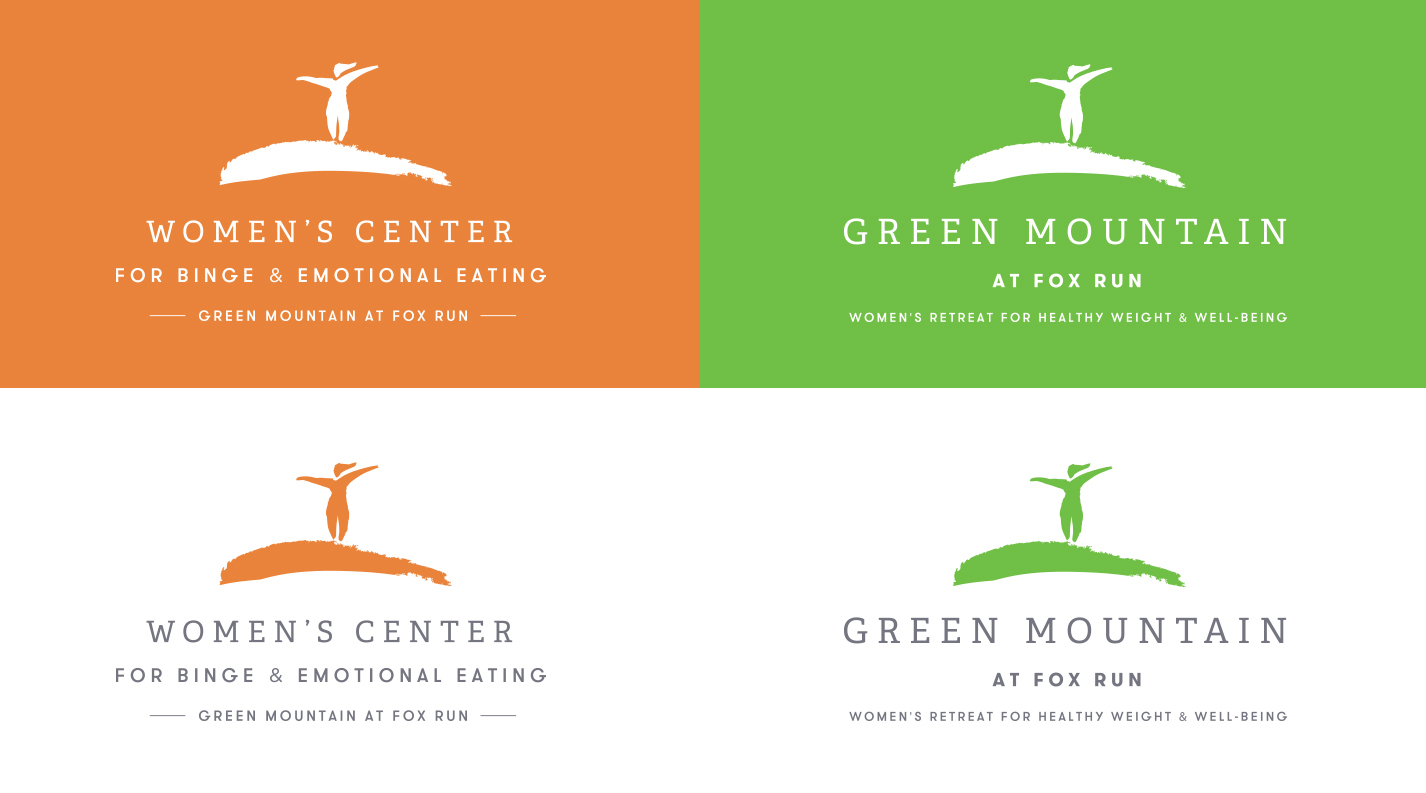 WOMEN'S CENTER
FOR BINGE & EMOTIONAL EATING
GREEN MOUNTAIN AT FOX RUN
GREEN MOUNTAIN
AT FOX RUN
WOMEN'S RETREAT FOR HEALTHY WEIGHT & WELL-BEING
WOMEN'S CENTER
FOR BINGE & EMOTIONAL EATING
GREEN MOUNTAIN AT FOX RUN
GREEN MOUNTAIN
AT FOX RUN
WOMEN'S RETREAT FOR HEALTHY WEIGHT & WELL-BEING